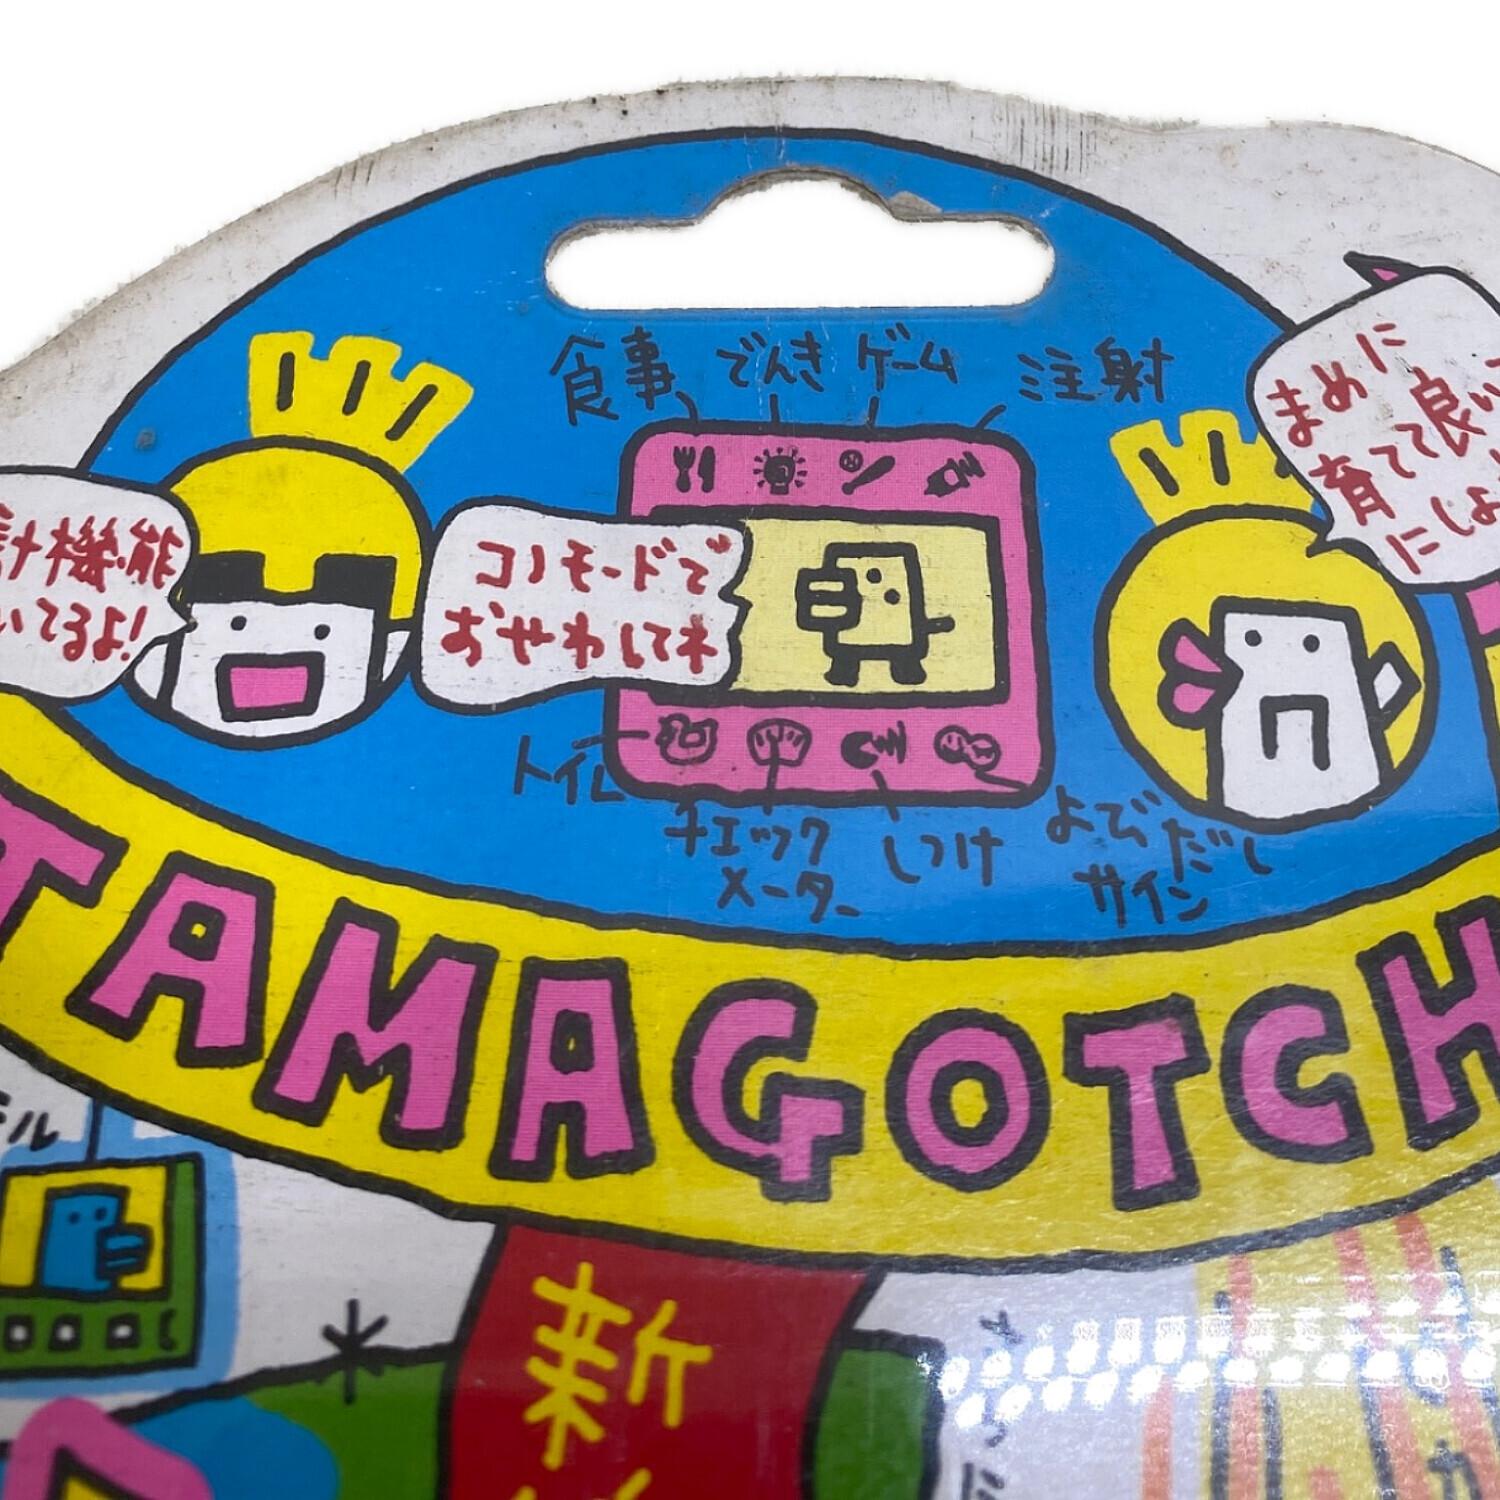 食事 でんき ゲーム 注射
計機能
いてるよ!
コノモードで
おせわしてネ
まめに
育てて良い
にしよ
トイレ
チェック
メーター
しつけ
よびだし
サイン
TAMAGOTCH
新